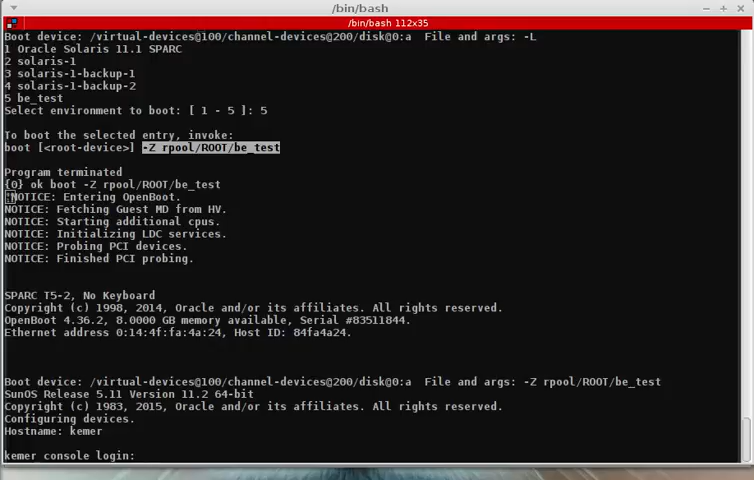 /bin/bash
/bin/bash 112x35
Boot device: /virtual-devices@100/channel-devices@200/disk@0:a  File and args: -L
1 Oracle Solaris 11.1 SPARC
2 solaris-1
3 solaris-1-backup-1
4 solaris-1-backup-2
5 be_test
Select environment to boot: [ 1 - 5 ]: 5
To boot the selected entry, invoke:
boot [<root-device>] -Z rpool/ROOT/be_test
Program terminated
{0} ok boot -Z rpool/ROOT/be_test
NOTICE: Entering OpenBoot.
NOTICE: Fetching Guest MD from HV.
NOTICE: Starting additional cpus.
NOTICE: Initializing LDC services.
NOTICE: Probing PCI devices.
NOTICE: Finished PCI probing.
SPARC T5-2, No Keyboard
Copyright (c) 1998, 2014, Oracle and/or its affiliates. All rights reserved.
OpenBoot 4.36.2, 8.0000 GB memory available, Serial #83511844.
Ethernet address 0:14:4f:fa:4a:24, Host ID: 84fa4a24.
Boot device: /virtual-devices@100/channel-devices@200/disk@0:a  File and args: -Z rpool/ROOT/be_test
SunOS Release 5.11 Version 11.2 64-bit
Copyright (c) 1983, 2015, Oracle and/or its affiliates. All rights reserved.
Configuring devices.
Hostname: kemer
kemer console login: